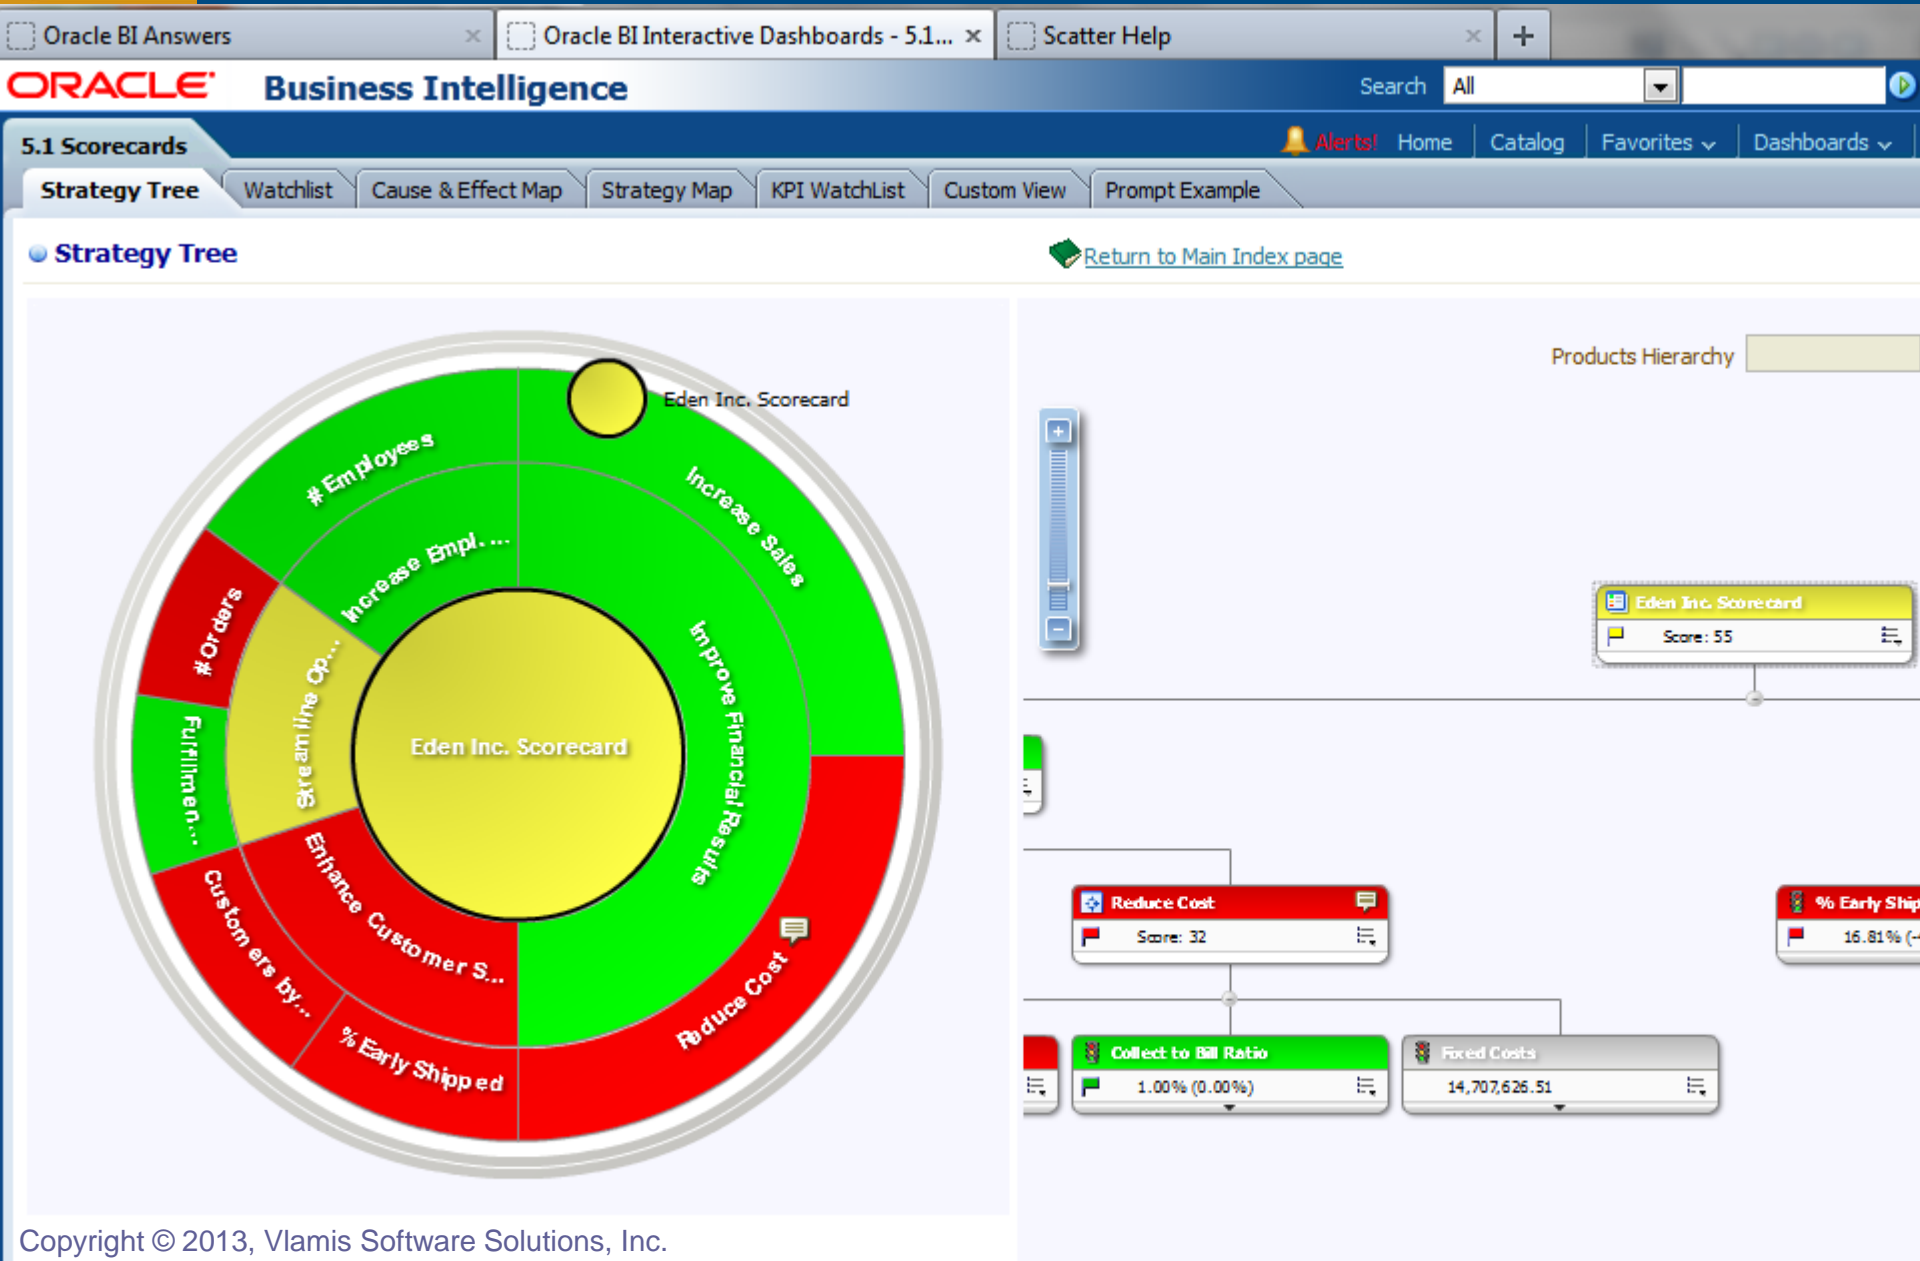 Oracle BI Answers
Oracle BI Interactive Dashboards - 5.1...
Scatter Help
ORACLE
Business Intelligence
Search
All
5.1 Scorecards
Alerts!
Home
Catalog
Favorites
Dashboards
Strategy Tree
Watchlist
Cause & Effect Map
Strategy Map
KPI WatchList
Custom View
Prompt Example
Strategy Tree
Return to Main Index page
Eden Inc. Scorecard
# Employees
Increase Sales
Increase Empl. ...
# Orders
Streamline Op...
Improve Financial Results
Eden Inc. Scorecard
Fulfillmen...
Enhance Customer S...
Customers by...
% Early Shipped
Reduce Cost
Products Hierarchy
Eden Inc. Scorecard
Score: 55
Reduce Cost
Score: 32
% Early Ship
16.81% (-
Collect to Bill Ratio
1.00% (0.00%)
Fixed Costs
14,707,626.51
Copyright © 2013, Vlamis Software Solutions, Inc.